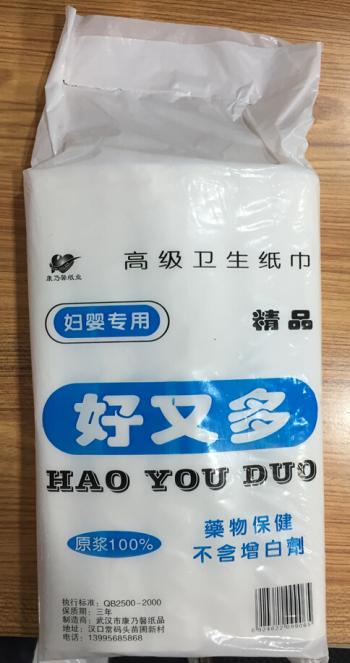 康乃馨纸业
高级卫生纸巾
妇婴专用
精品
好又多
HAO YOU DUO
原浆100%
藥物保健
不含增白劑
执行标准：QB2500-2000
保质期：三年
制造商：武汉市康乃馨纸品
地址：汉口堂码头苗圃新村
电话：13995685868